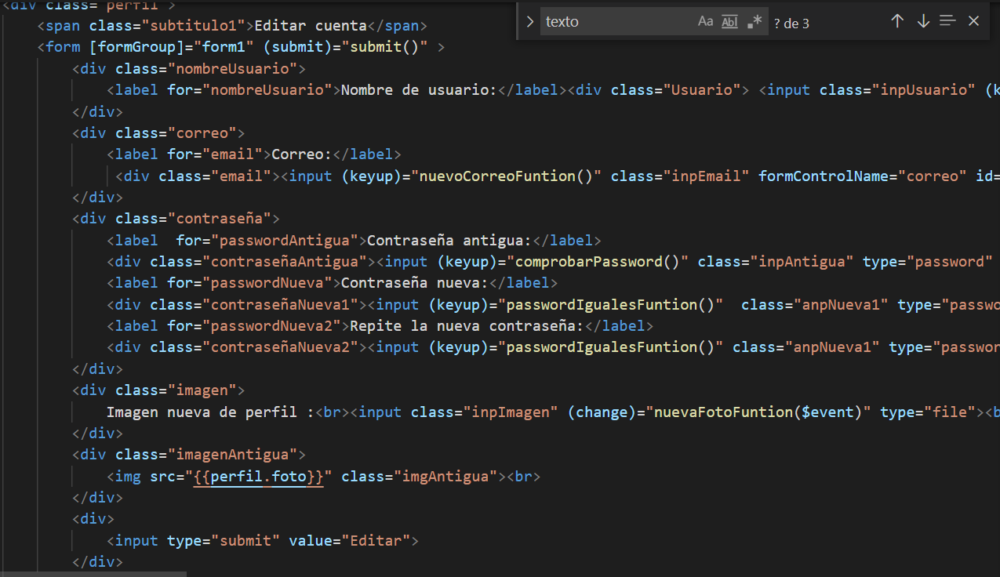 <div class="perfil">
texto Aa Abl .* ? de 3
<span class="subtitulo1">Editar cuenta</span>
<form [formGroup]="form1" (submit)="submit()" >
<div class="nombreUsuario">
<label for="nombreUsuario">Nombre de usuario:</label><div class="Usuario"> <input class="inpUsuario" (k
</div>
<div class="correo">
<label for="email">Correo:</label>
<div class="email"><input (keyup)="nuevoCorreoFuntion()" class="inpEmail" formControlName="correo" id=
</div>
<div class="contraseña">
<label  for="passwordAntigua">Contraseña antigua:</label>
<div class="contraseñaAntigua"><input (keyup)="comprobarPassword()" class="inpAntigua" type="password"
<label for="passwordNueva">Contraseña nueva:</label>
<div class="contraseñaNueva1"><input (keyup)="passwordIgualesFuntion()"  class="anpNueva1" type="passwo
<label for="passwordNueva2">Repite la nueva contraseña:</label>
<div class="contraseñaNueva2"><input (keyup)="passwordIgualesFuntion()" class="anpNueva1" type="passwor
</div>
<div class="imagen">
Imagen nueva de perfil :<br><input class="inpImagen" (change)="nuevaFotoFuntion($event)" type="file"><b
</div>
<div class="imagenAntigua">
<img src="{{perfil.foto}}" class="imgAntigua"><br>
</div>
<div>
<input type="submit" value="Editar">
</div>